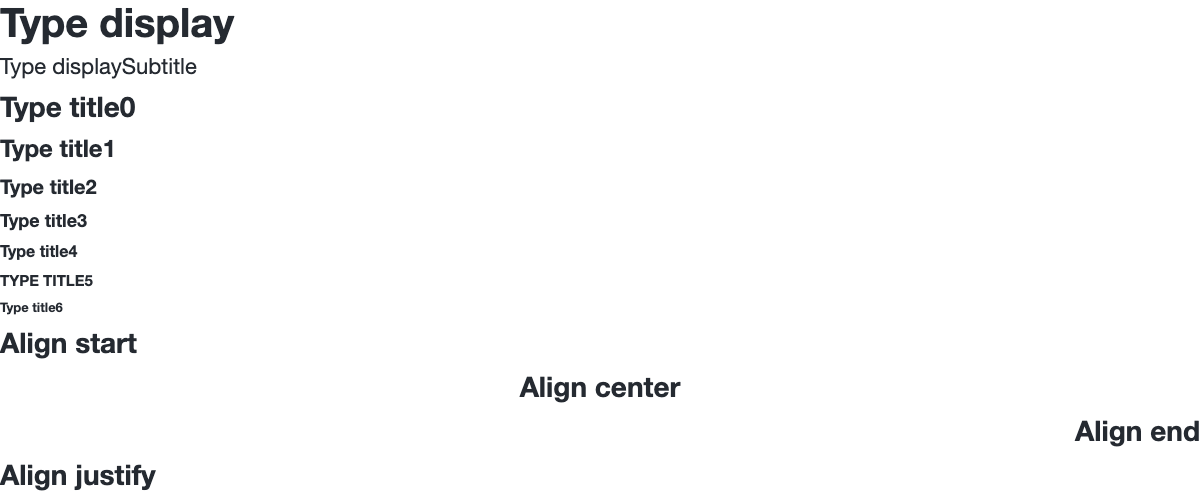 Type display
Type displaySubtitle
Type title0
Type title1
Type title2
Type title3
Type title4
TYPE TITLE5
Type title6
Align start
Align center
Align end
Align justify